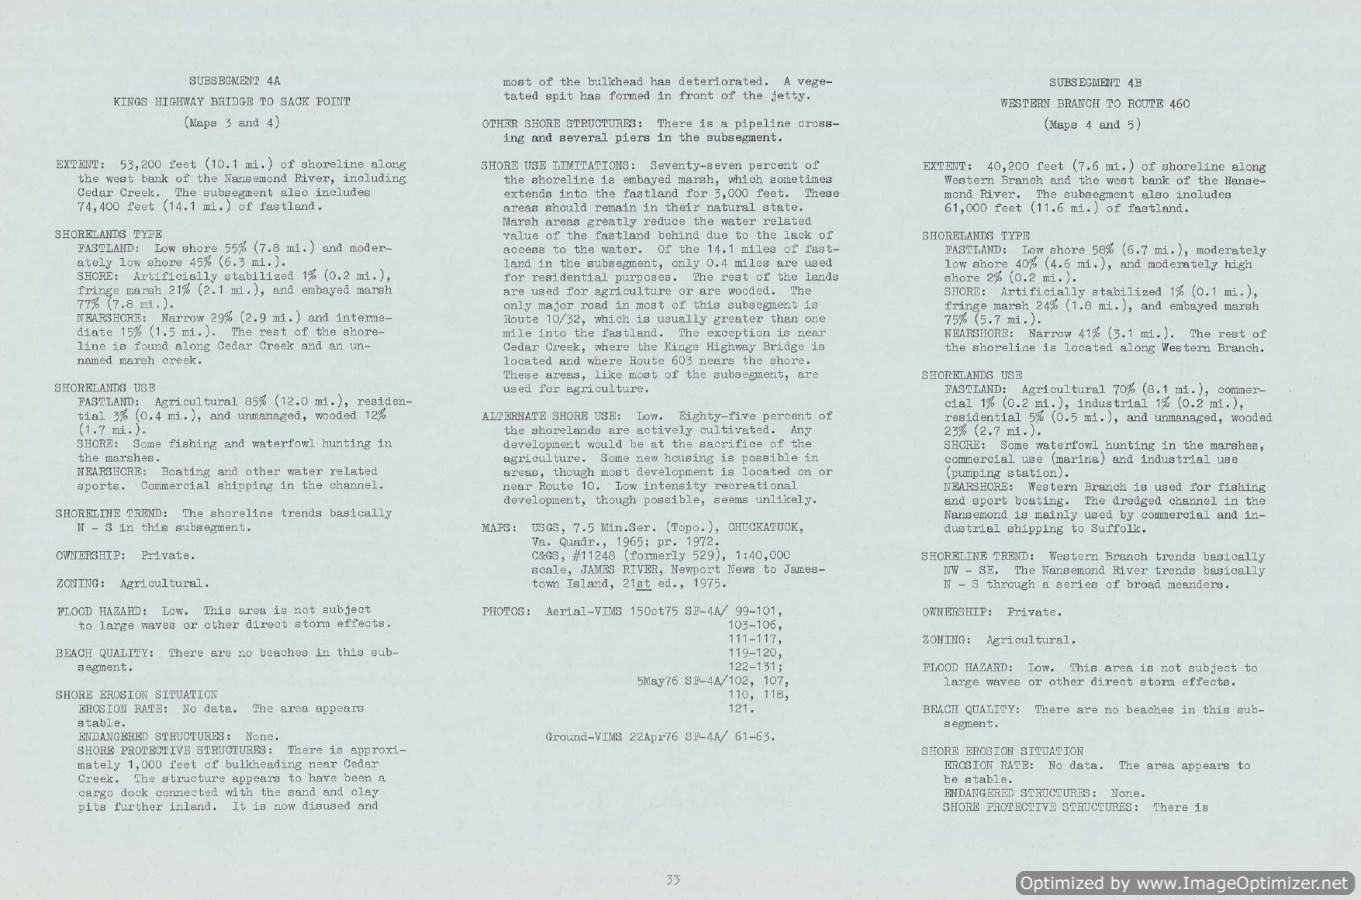 SUBSEGMENT 4A
KINGS HIGHWAY BRIDGE TO SACK POINT
(Maps 3 and 4)
EXTENT: 53,200 feet (10.1 mi.) of shoreline along
the west bank of the Nansemond River, including
Cedar Creek. The subsegment also includes
74,400 feet (14.1 mi.) of fastland.
SHORELANDS TYPE
FASTLAND: Low shore 55% (7.8 mi.) and moder-
ately low shore 45% (6.3 mi.).
SHORE: Artificially stabilized 1% (0.2 mi.),
fringe marsh 21% (2.1 mi.), and embayed marsh
77% (7.8 mi.).
NEARSHORE: Narrow 29% (2.9 mi.) and interme-
diate 15% (1.5 mi.). The rest of the shore-
line is found along Cedar Creek and an un-
named marsh creek.
SHORELANDS USE
FASTLAND: Agricultural 85% (12.0 mi.), residen-
tial 3% (0.4 mi.), and unmanaged, wooded 12%
(1.7 mi.).
SHORE: Some fishing and waterfowl hunting in
the marshes.
NEARSHORE: Boating and other water related
sports. Commercial shipping in the channel.
SHORELINE TREND: The shoreline trends basically
N - S in this subsegment.
OWNERSHIP: Private.
ZONING: Agricultural.
FLOOD HAZARD: Low. This area is not subject
to large waves or other direct storm effects.
BEACH QUALITY: There are no beaches in this sub-
segment.
SHORE EROSION SITUATION
EROSION RATE: No data. The area appears
stable.
ENDANGERED STRUCTURES: None.
SHORE PROTECTIVE STRUCTURES: There is approxi-
mately 1,000 feet of bulkheading near Cedar
Creek. The structure appears to have been a
cargo dock connected with the sand and clay
pits further inland. It is now disused and
most of the bulkhead has deteriorated. A vege-
tated spit has formed in front of the jetty.
OTHER SHORE STRUCTURES: There is a pipeline cross-
ing and several piers in the subsegment.
SHORE USE LIMITATIONS: Seventy-seven percent of
the shoreline is embayed marsh, which sometimes
extends into the fastland for 3,000 feet. These
areas should remain in their natural state.
Marsh areas greatly reduce the water related
value of the fastland behind due to the lack of
access to the water. Of the 14.1 miles of fast-
land in the subsegment, only 0.4 miles are used
for residential purposes. The rest of the lands
are used for agriculture or are wooded. The
only major road in most of this subsegment is
Route 10/32, which is usually greater than one
mile into the fastland. The exception is near
Cedar Creek, where the Kings Highway Bridge is
located and where Route 603 nears the shore.
These areas, like most of the subsegment, are
used for agriculture.
ALTERNATE SHORE USE: Low. Eighty-five percent of
the shorelands are actively cultivated. Any
development would be at the sacrifice of the
agriculture. Some new housing is possible in
areas, though most development is located on or
near Route 10. Low intensity recreational
development, though possible, seems unlikely.
MAPS: USGS, 7.5 Min.Ser. (Topo.), CHUCKATUCK,
Va. Quadr., 1965; pr. 1972.
C&GS, #11248 (formerly 529), 1:40,000
scale, JAMES RIVER, Newport News to James-
town Island, 21st ed., 1975.
PHOTOS: Aerial-VIMS 15Oct75 SF-4A/ 99-101,
103-106,
111-117,
119-120,
122-131;
5May76 SF-4A/102, 107,
110, 118,
121.
Ground-VIMS 22Apr76 SF-4A/ 61-63.
SUBSEGMENT 4B
WESTERN BRANCH TO ROUTE 460
(Maps 4 and 5)
EXTENT: 40,200 feet (7.6 mi.) of shoreline along
Western Branch and the west bank of the Nanse-
mond River. The subsegment also includes
61,000 feet (11.6 mi.) of fastland.
SHORELANDS TYPE
FASTLAND: Low shore 58% (6.7 mi.), moderately
low shore 40% (4.6 mi.), and moderately high
shore 2% (0.2 mi.).
SHORE: Artificially stabilized 1% (0.1 mi.),
fringe marsh 24% (1.8 mi.), and embayed marsh
75% (5.7 mi.).
NEARSHORE: Narrow 41% (3.1 mi.). The rest of
the shoreline is located along Western Branch.
SHORELANDS USE
FASTLAND: Agricultural 70% (8.1 mi.), commer-
cial 1% (0.2 mi.), industrial 1% (0.2 mi.),
residential 5% (0.5 mi.), and unmanaged, wooded
23% (2.7 mi.).
SHORE: Some waterfowl hunting in the marshes,
commercial use (marina) and industrial use
(pumping station).
NEARSHORE: Western Branch is used for fishing
and sport boating. The dredged channel in the
Nansemond is mainly used by commercial and in-
dustrial shipping to Suffolk.
SHORELINE TREND: Western Branch trends basically
NW - SE. The Nansemond River trends basically
N - S through a series of broad meanders.
OWNERSHIP: Private.
ZONING: Agricultural.
FLOOD HAZARD: Low. This area is not subject to
large waves or other direct storm effects.
BEACH QUALITY: There are no beaches in this sub-
segment.
SHORE EROSION SITUATION
EROSION RATE: No data. The area appears to
be stable.
ENDANGERED STRUCTURES: None.
SHORE PROTECTIVE STRUCTURES: There is
33
Optimized by www.ImageOptimizer.net